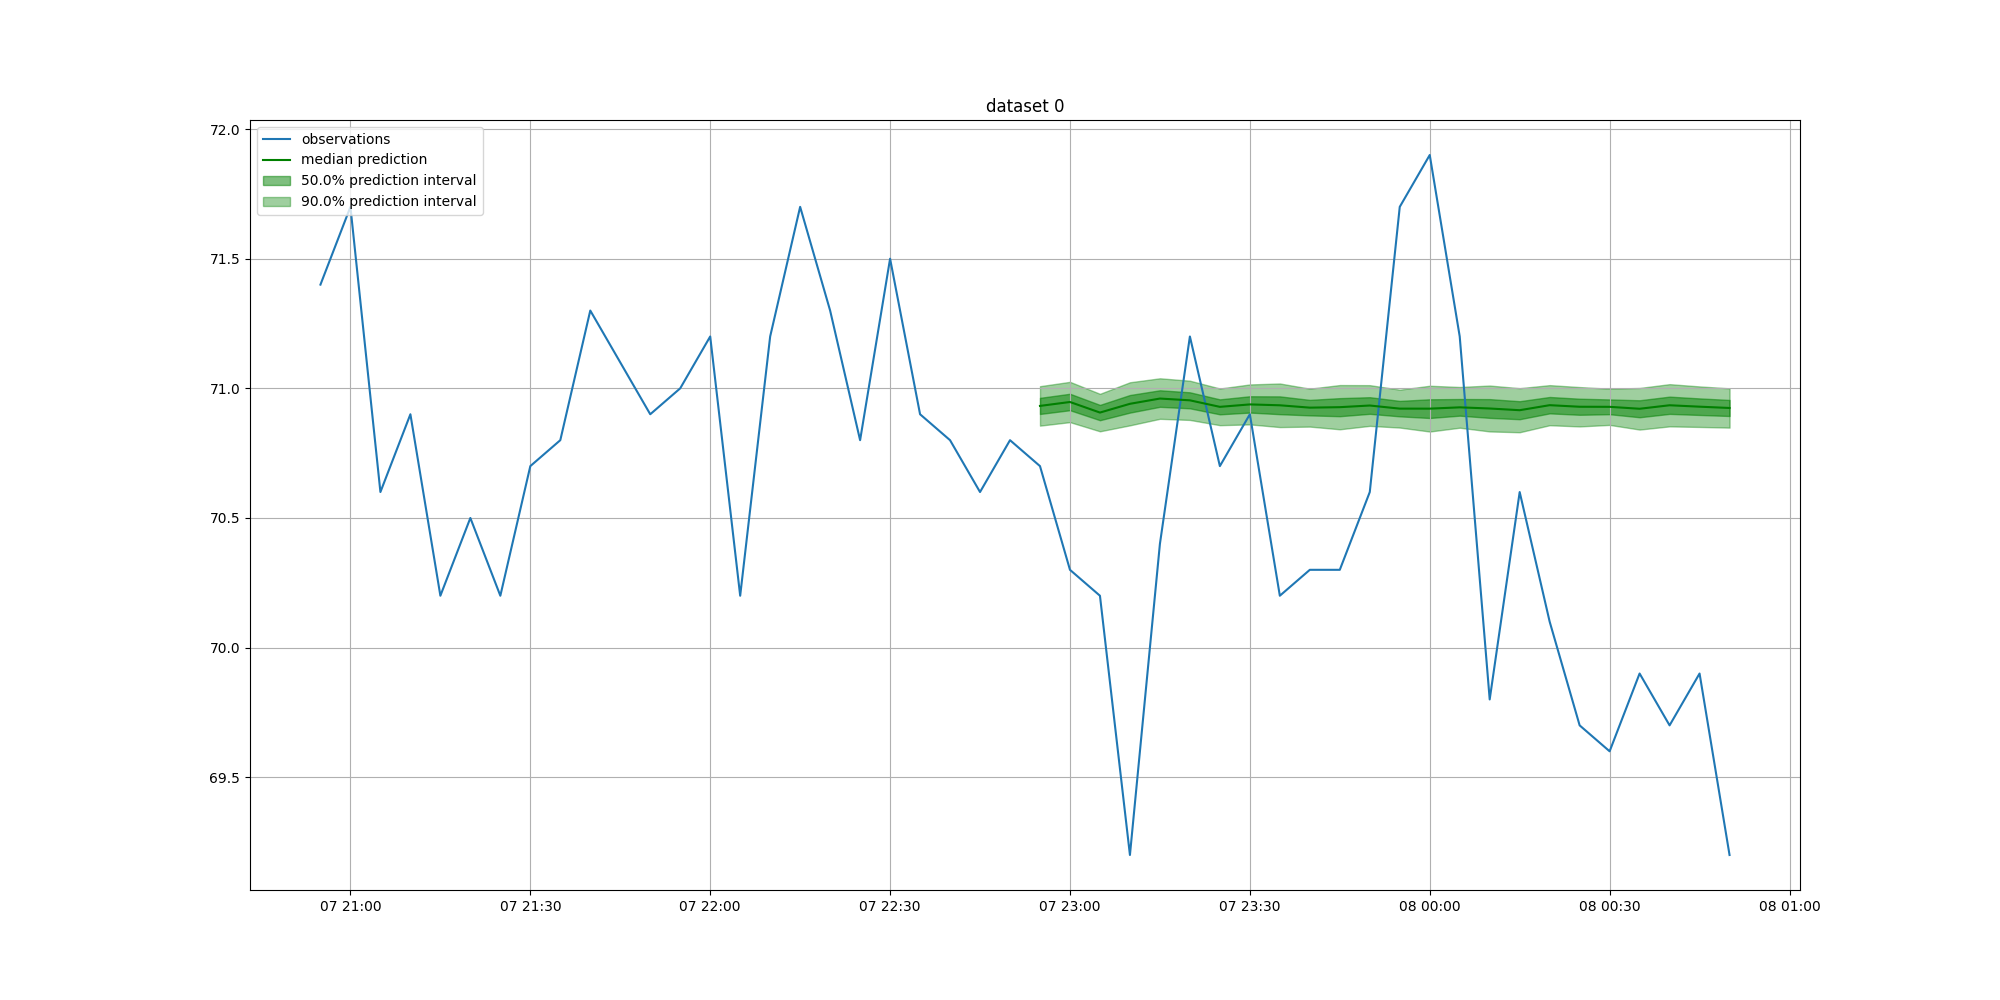 dataset 0
observations
median prediction
50.0% prediction interval
90.0% prediction interval
72.0
71.5
71.0
70.5
70.0
69.5
07 21:00 07 21:30 07 22:00 07 22:30 07 23:00 07 23:30 08 00:00 08 00:30 08 01:00